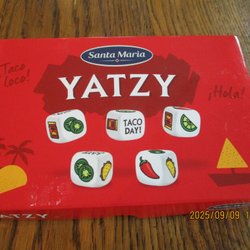 Santa Maria
YATZY
Taco
Loco!
¡Hola!
TACO
DAY!
YATZY
2025/09/09